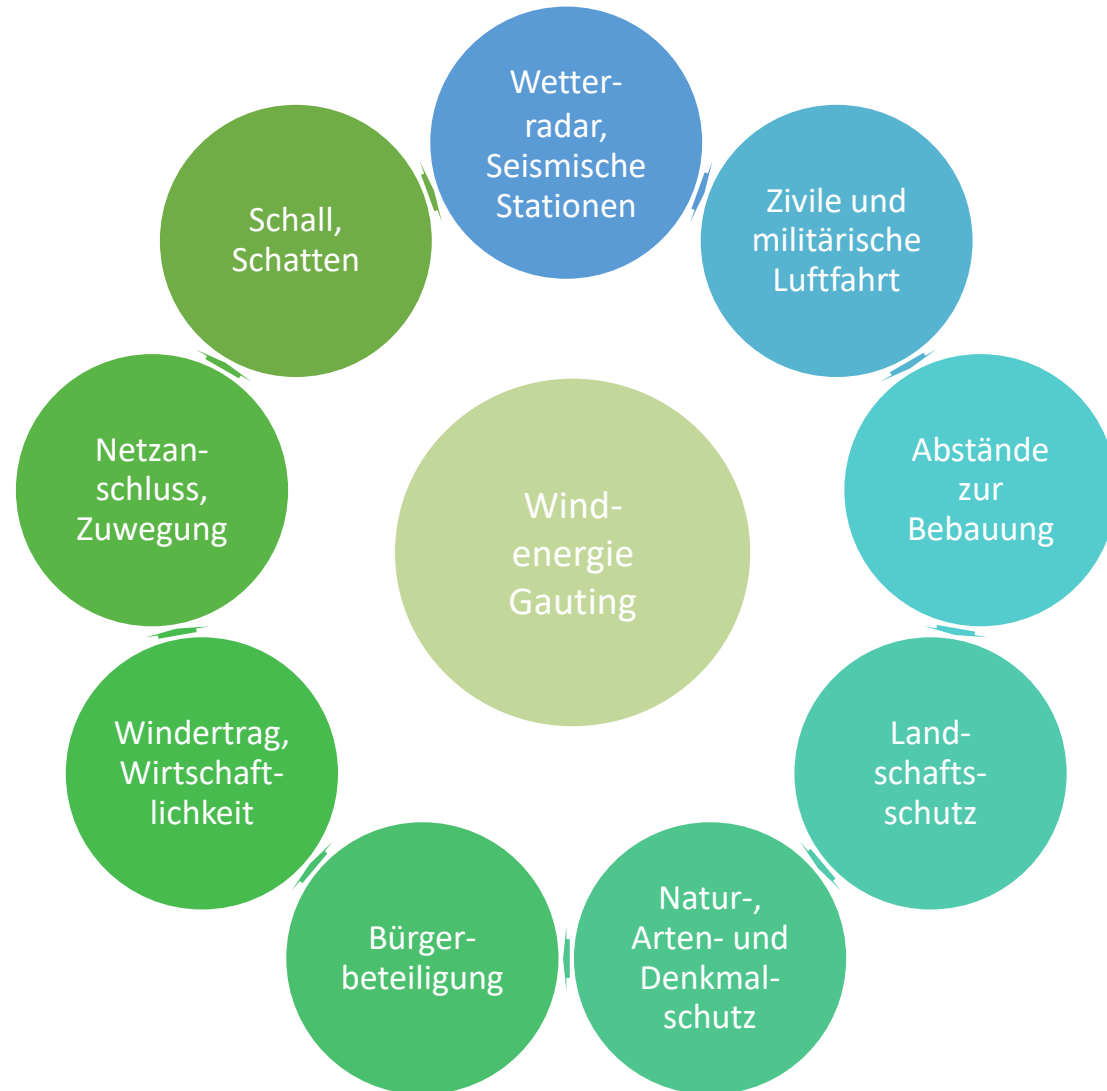 Wetter-
radar,
Seismische
Stationen
Zivile und
militärische
Luftfahrt
Abstände
zur
Bebauung
Land-
schafts-
schutz
Natur-,
Arten- und
Denkmal-
schutz
Bürger-
beteiligung
Windertrag,
Wirtschaft-
lichkeit
Netzan-
schluss,
Zuwegung
Schall,
Schatten
Wind-
energie
Gauting